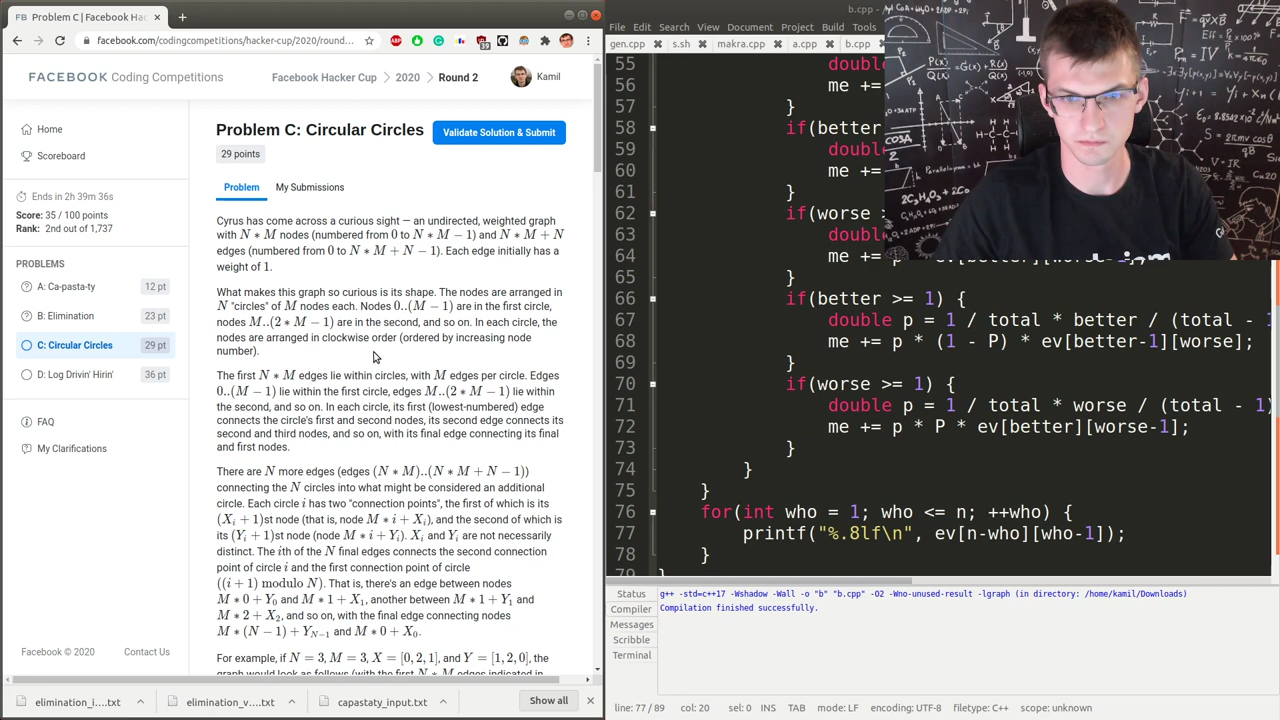 Problem C | Facebook Hacker Cup
facebook.com/codingcompetitions/hacker-cup/2020/round...
FACEBOOK Coding Competitions
Facebook Hacker Cup > 2020 > Round 2
Kamil
Home
Scoreboard
Ends in 2h 39m 36s
Score: 35 / 100 points
Rank: 2nd out of 1,737
PROBLEMS
A: Ca-pasta-ty 12 pt
B: Elimination 23 pt
C: Circular Circles 29 pt
D: Log Drivin' Hirin' 36 pt
FAQ
My Clarifications
Facebook © 2020 Contact Us
Problem C: Circular Circles
Validate Solution & Submit
29 points
Problem My Submissions
Cyrus has come across a curious sight — an undirected, weighted graph
with N * M nodes (numbered from 0 to N * M − 1) and N * M + N
edges (numbered from 0 to N * M + N − 1). Each edge initially has a
weight of 1.
What makes this graph so curious is its shape. The nodes are arranged in
N "circles" of M nodes each. Nodes 0..(M − 1) are in the first circle,
nodes M..(2 * M − 1) are in the second, and so on. In each circle, the
nodes are arranged in clockwise order (ordered by increasing node
number).
The first N * M edges lie within circles, with M edges per circle. Edges
0..(M − 1) lie within the first circle, edges M..(2 * M − 1) lie within
the second, and so on. In each circle, its first (lowest-numbered) edge
connects the circle's first and second nodes, its second edge connects its
second and third nodes, and so on, with its final edge connecting its final
and first nodes.
There are N more edges (edges (N * M)..(N * M + N − 1))
connecting the N circles into what might be considered an additional
circle. Each circle i has two "connection points", the first of which is its
(Xi + 1)st node (that is, node M * i + Xi), and the second of which is
its (Yi + 1)st node (that is, node M * i + Yi). Xi and Yi are not necessarily
distinct. The ith of the N final edges connects the second connection
point of circle i and the first connection point of circle
((i + 1) modulo N). That is, there's an edge between nodes
M * 0 + Y0 and M * 1 + X1, another between M * 1 + Y1 and
M * 2 + X2, and so on, with the final edge connecting nodes
M * (N − 1) + YN−1 and M * 0 + X0.
For example, if N = 3, M = 3, X = [0, 2, 1], and Y = [1, 2, 0], the
graph would look as follows (with the first N * M edges indicated in
elimination_i....txt elimination_v....txt capastaty_input.txt Show all
b.cpp
File Edit Search View Document Project Build Tools
gen.cpp s.sh makra.cpp a.cpp b.cpp
55 double
56 me +=
57 }
58 if(better
59 double
60 me +=
61 }
62 if(worse
63 double
64 me += p * ev[better][worse-1];
65 }
66 if(better >= 1) {
67 double p = 1 / total * better / (total - 1
68 me += p * (1 - P) * ev[better-1][worse];
69 }
70 if(worse >= 1) {
71 double p = 1 / total * worse / (total - 1)
72 me += p * P * ev[better][worse-1];
73 }
74 }
75 }
76 for(int who = 1; who <= n; ++who) {
77 printf("%.8lf\n", ev[n-who][who-1]);
78 }
79 }
Status
Compiler
Messages
Scribble
Terminal
g++ -std=c++17 -Wshadow -Wall -o "b" "b.cpp" -O2 -Wno-unused-result -lgraph (in directory: /home/kamil/Downloads)
Compilation finished successfully.
line: 77 / 89 col: 20 sel: 0 INS TAB mode: LF encoding: UTF-8 filetype: C++ scope: unknown